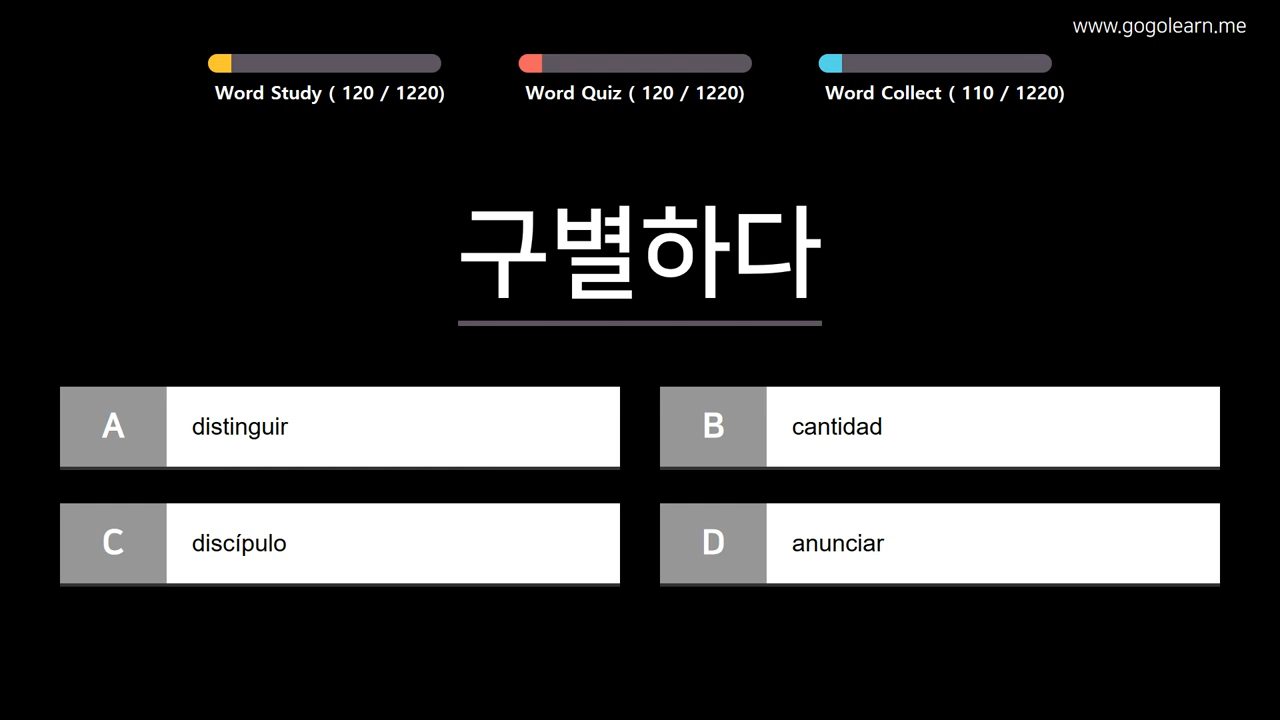 www.gogolearn.me
Word Study ( 120 / 1220)
Word Quiz ( 120 / 1220)
Word Collect ( 110 / 1220)
구별하다
A distinguir
B cantidad
C discípulo
D anunciar